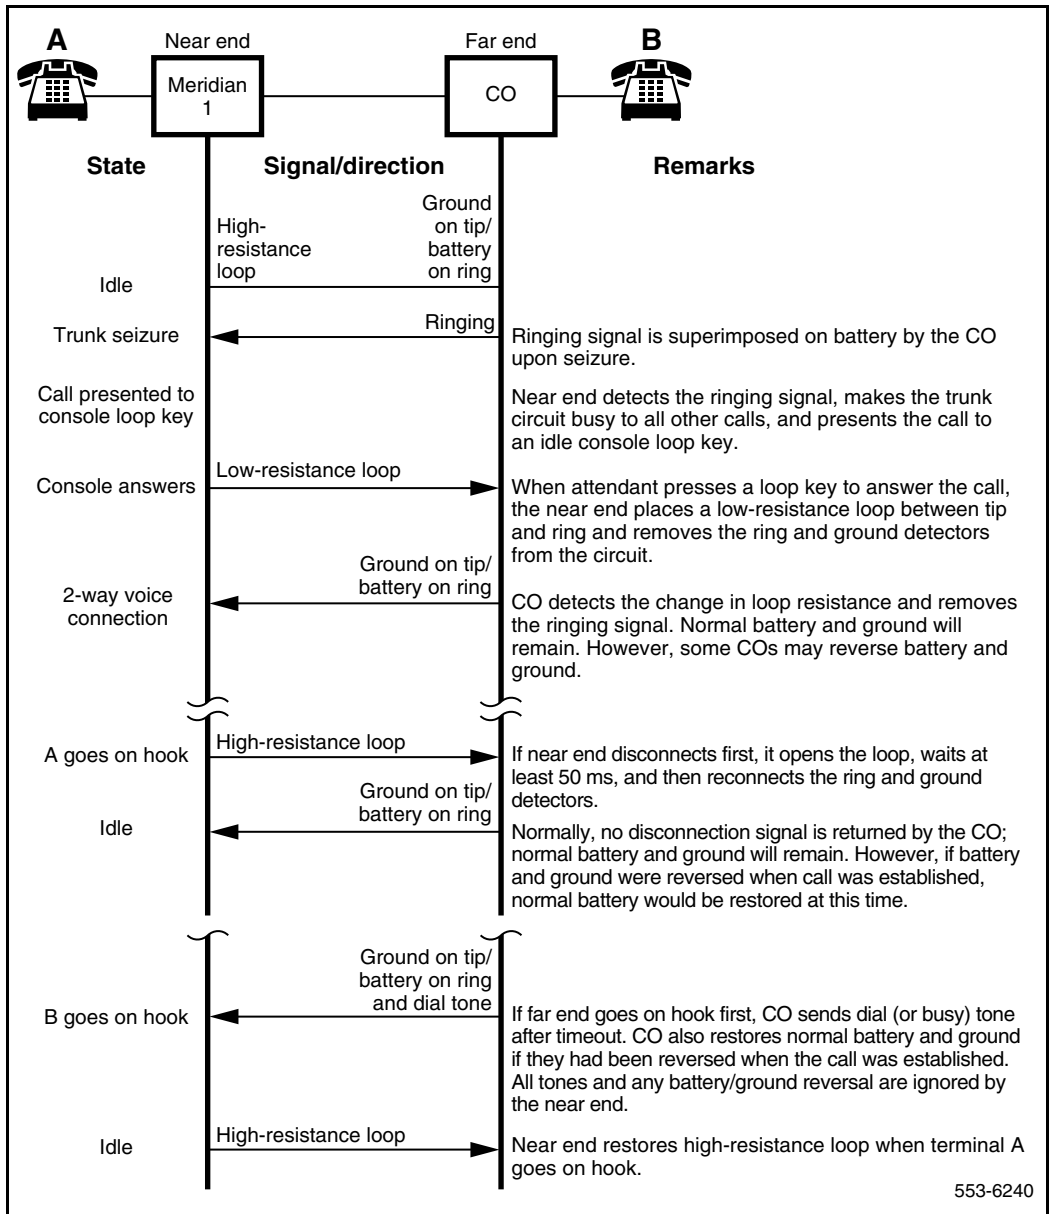 A
Near end
Far end
B
Meridian
1
CO
State
Signal/direction
Remarks
High-
resistance
loop
Ground
on tip/
battery
on ring
Idle
Trunk seizure
Ringing
Ringing signal is superimposed on battery by the CO
upon seizure.
Call presented to
console loop key
Near end detects the ringing signal, makes the trunk
circuit busy to all other calls, and presents the call to
an idle console loop key.
Console answers
Low-resistance loop
When attendant presses a loop key to answer the call,
the near end places a low-resistance loop between tip
and ring and removes the ring and ground detectors
from the circuit.
2-way voice
connection
Ground on tip/
battery on ring
CO detects the change in loop resistance and removes
the ringing signal. Normal battery and ground will
remain. However, some COs may reverse battery and
ground.
A goes on hook
High-resistance loop
If near end disconnects first, it opens the loop, waits at
least 50 ms, and then reconnects the ring and ground
detectors.
Idle
Ground on tip/
battery on ring
Normally, no disconnection signal is returned by the CO;
normal battery and ground will remain. However, if battery
and ground were reversed when call was established,
normal battery would be restored at this time.
B goes on hook
Ground on tip/
battery on ring
and dial tone
If far end goes on hook first, CO sends dial (or busy) tone
after timeout. CO also restores normal battery and ground
if they had been reversed when the call was established.
All tones and any battery/ground reversal are ignored by
the near end.
Idle
High-resistance loop
Near end restores high-resistance loop when terminal A
goes on hook.
553-6240